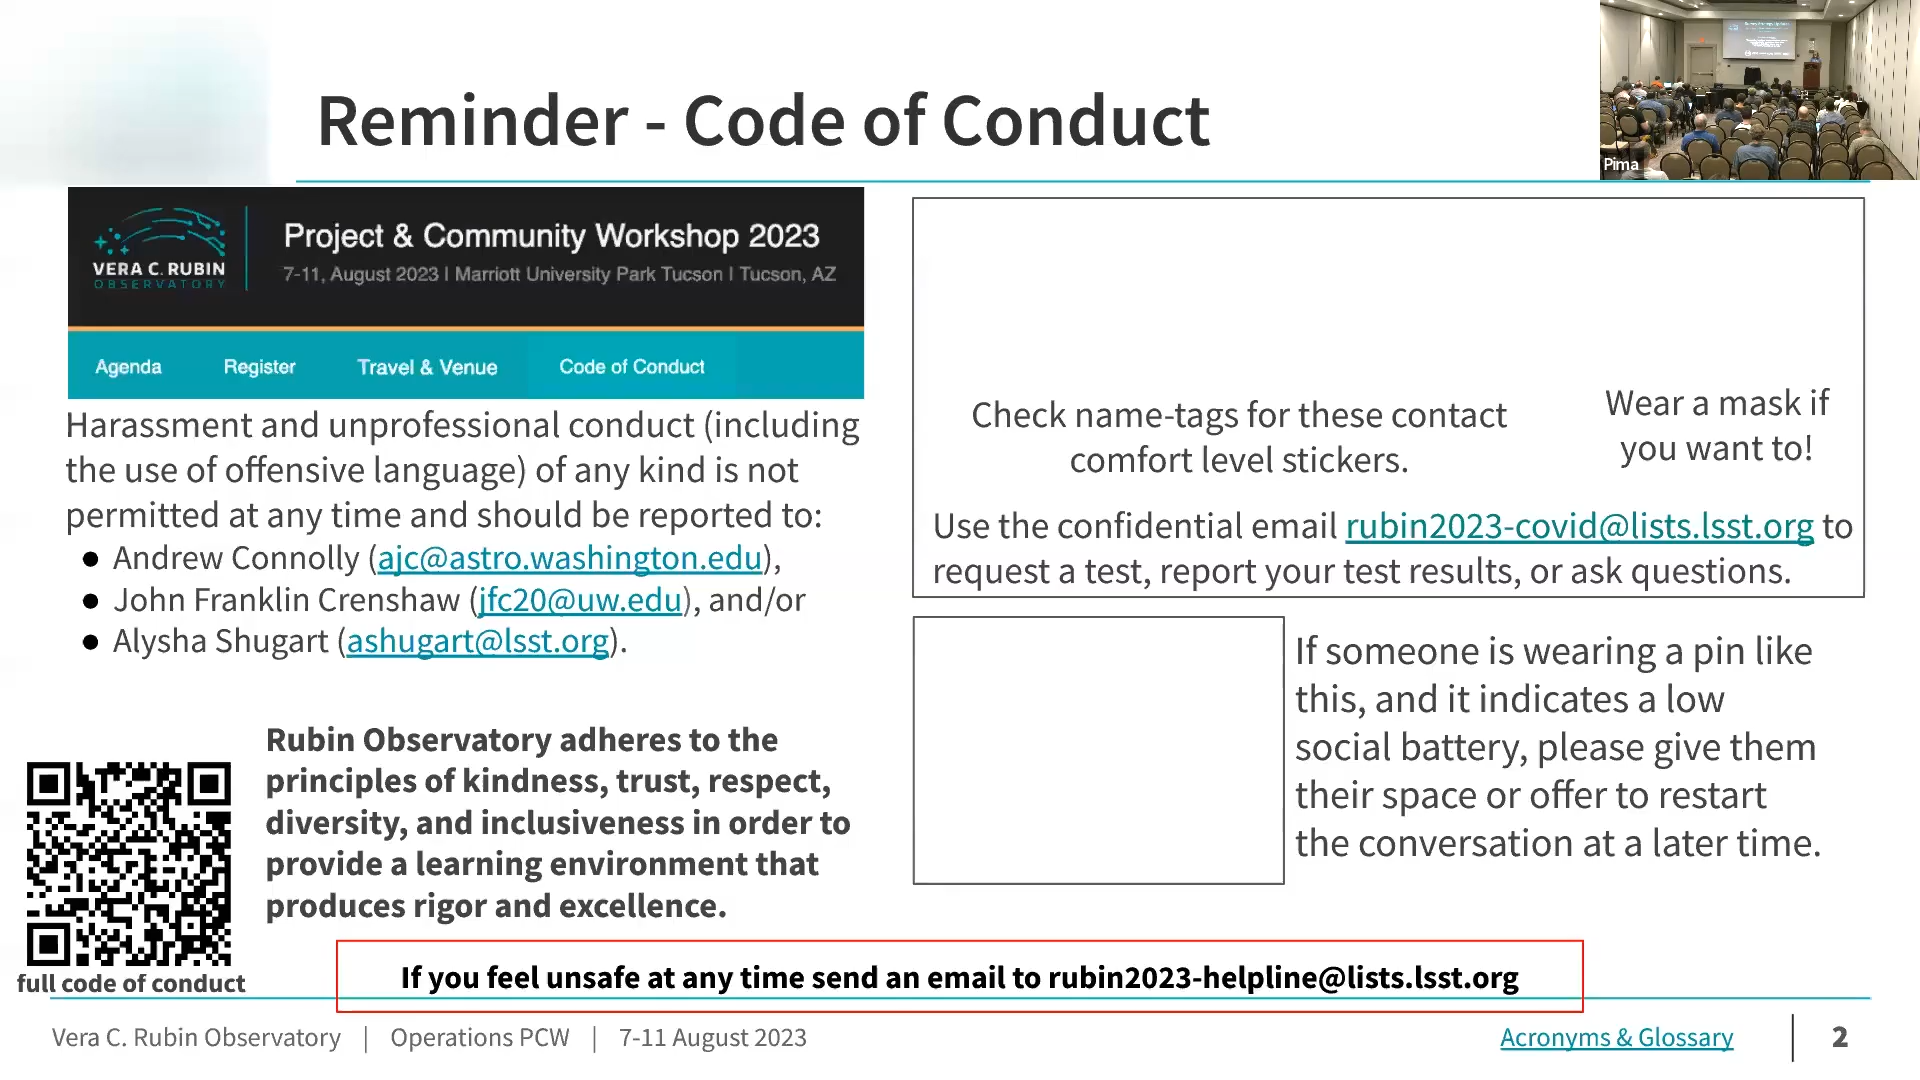 Reminder - Code of Conduct
Pima
VERA C. RUBIN
OBSERVATORY
Project & Community Workshop 2023
7-11, August 2023 | Marriott University Park Tucson | Tucson, AZ
Agenda Register Travel & Venue Code of Conduct
Harassment and unprofessional conduct (including
the use of offensive language) of any kind is not
permitted at any time and should be reported to:
● Andrew Connolly (ajc@astro.washington.edu),
● John Franklin Crenshaw (jfc20@uw.edu), and/or
● Alysha Shugart (ashugart@lsst.org).
Rubin Observatory adheres to the
principles of kindness, trust, respect,
diversity, and inclusiveness in order to
provide a learning environment that
produces rigor and excellence.
full code of conduct
Check name-tags for these contact
comfort level stickers.
Wear a mask if
you want to!
Use the confidential email rubin2023-covid@lists.lsst.org to
request a test, report your test results, or ask questions.
If someone is wearing a pin like
this, and it indicates a low
social battery, please give them
their space or offer to restart
the conversation at a later time.
If you feel unsafe at any time send an email to rubin2023-helpline@lists.lsst.org
Vera C. Rubin Observatory | Operations PCW | 7-11 August 2023
Acronyms & Glossary | 2